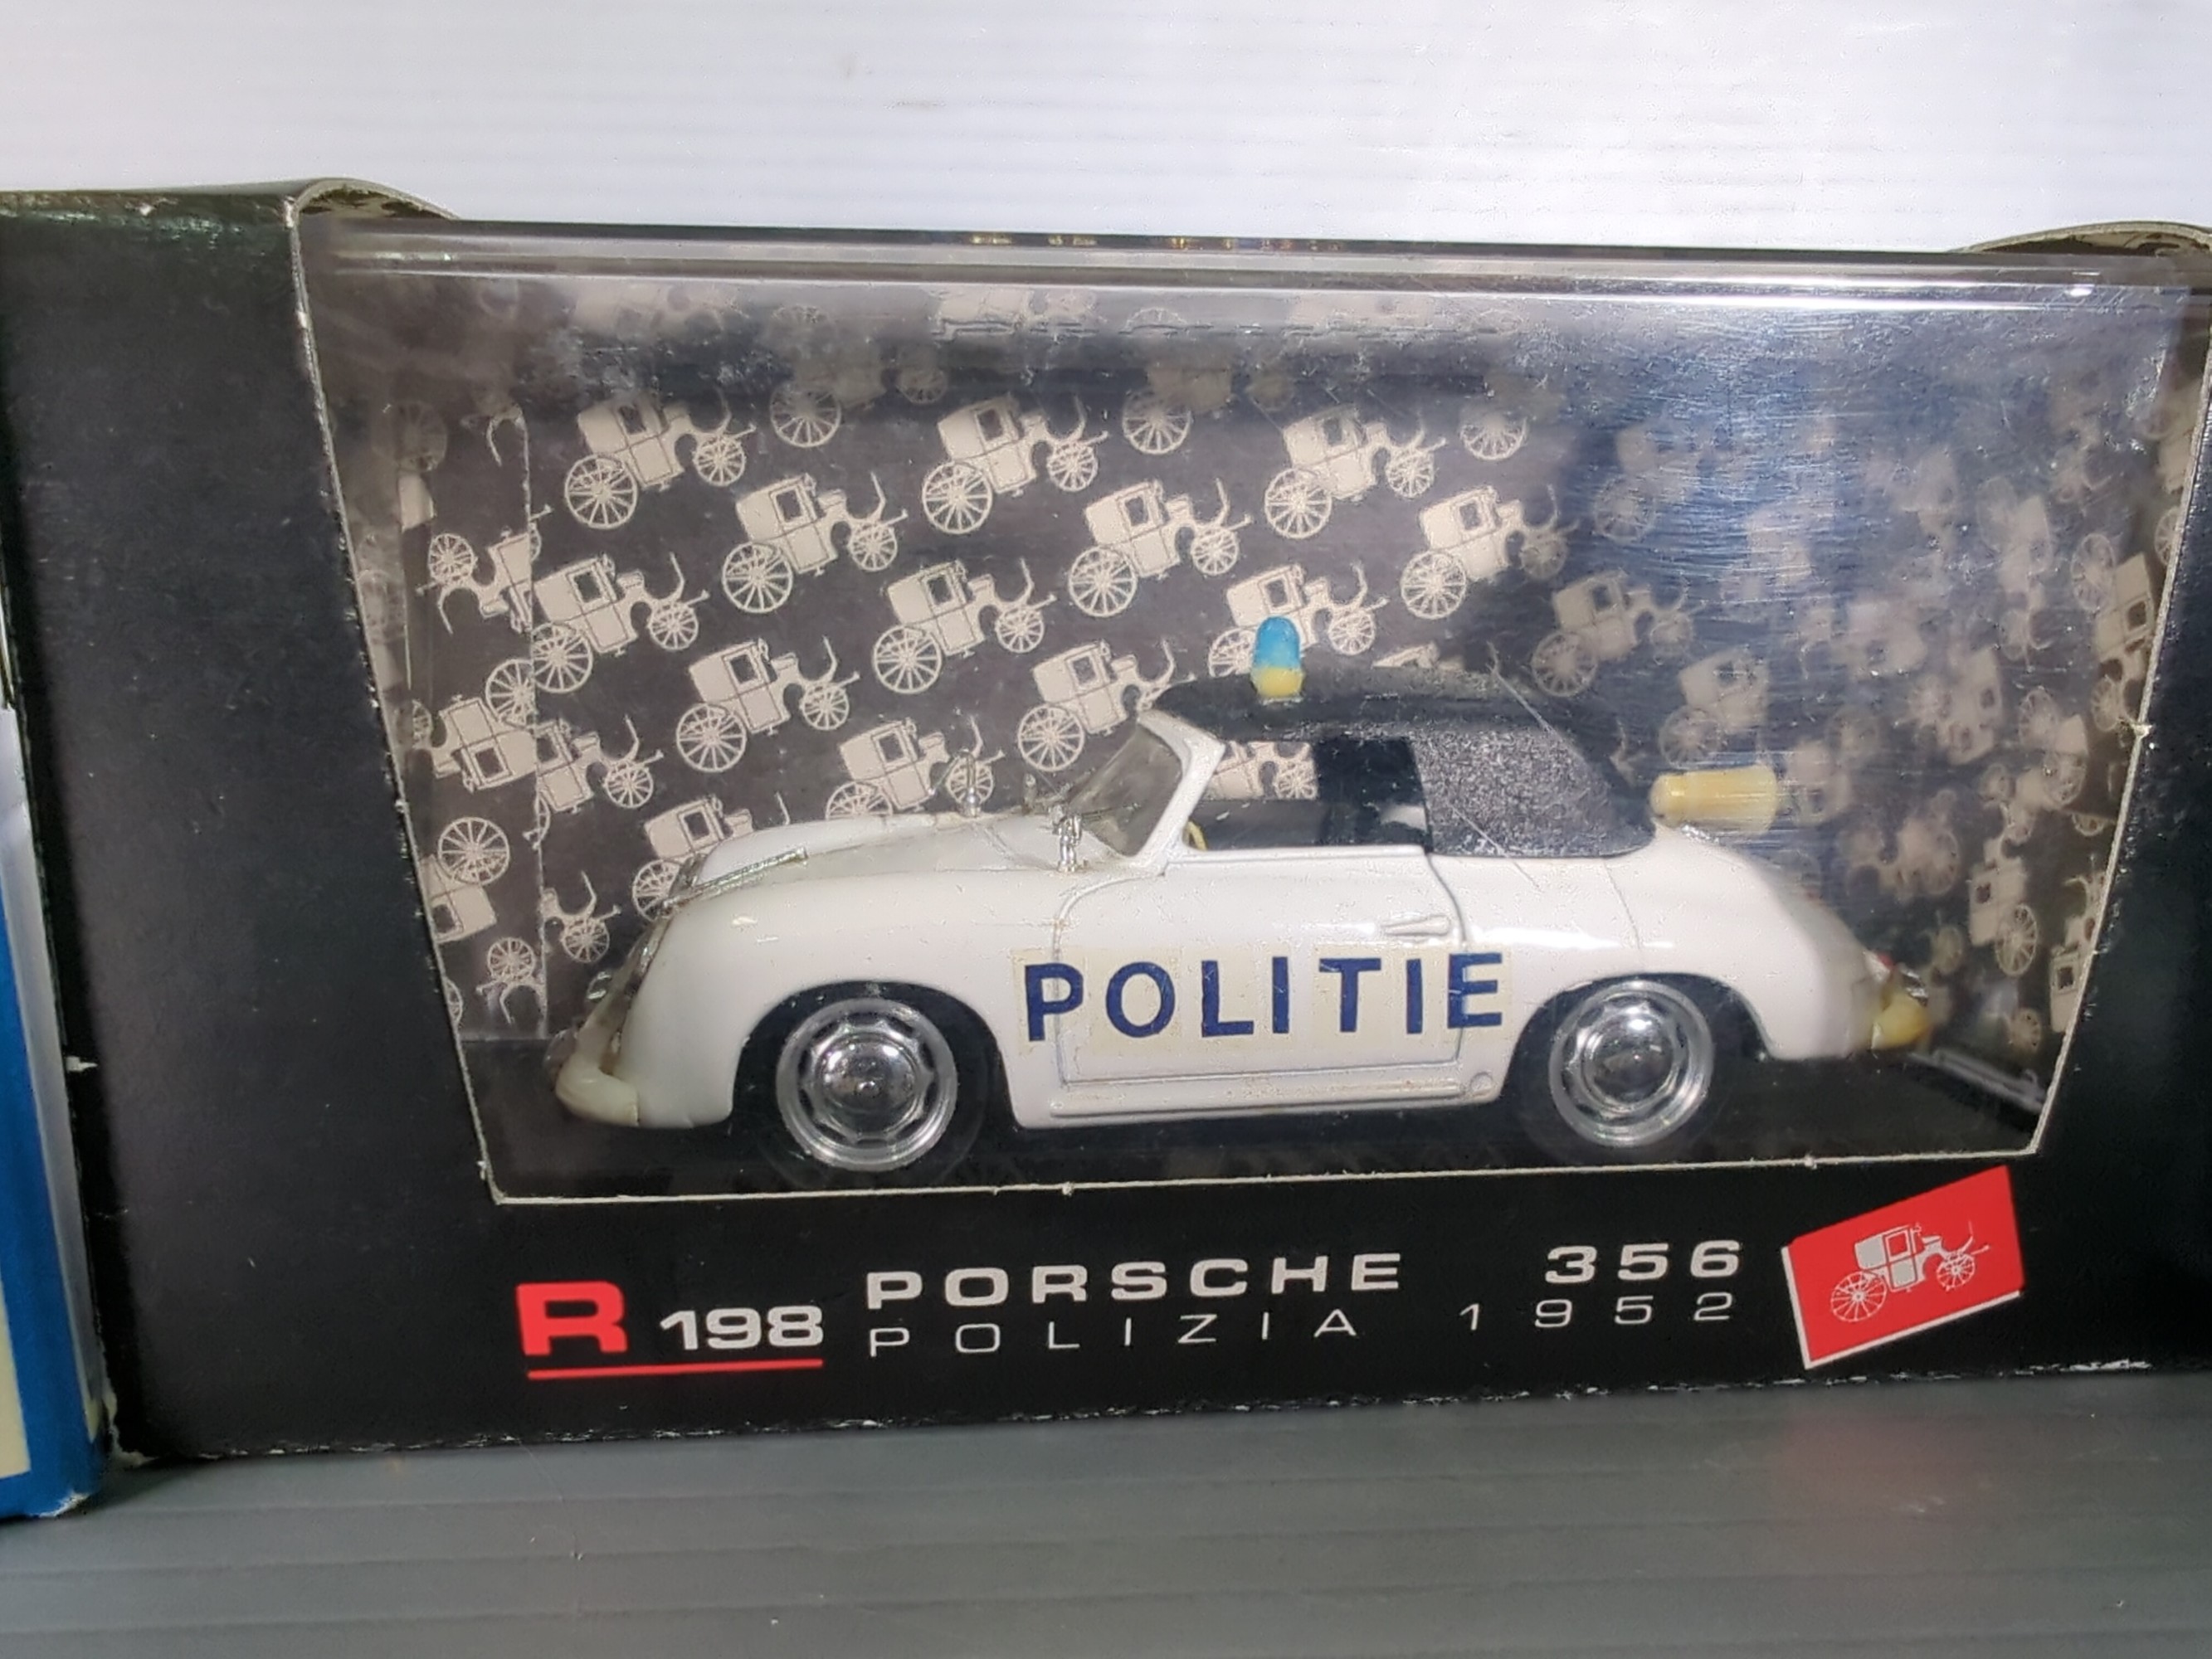 POLITIE
R 198 PORSCHE 356
POLIZIA 1952